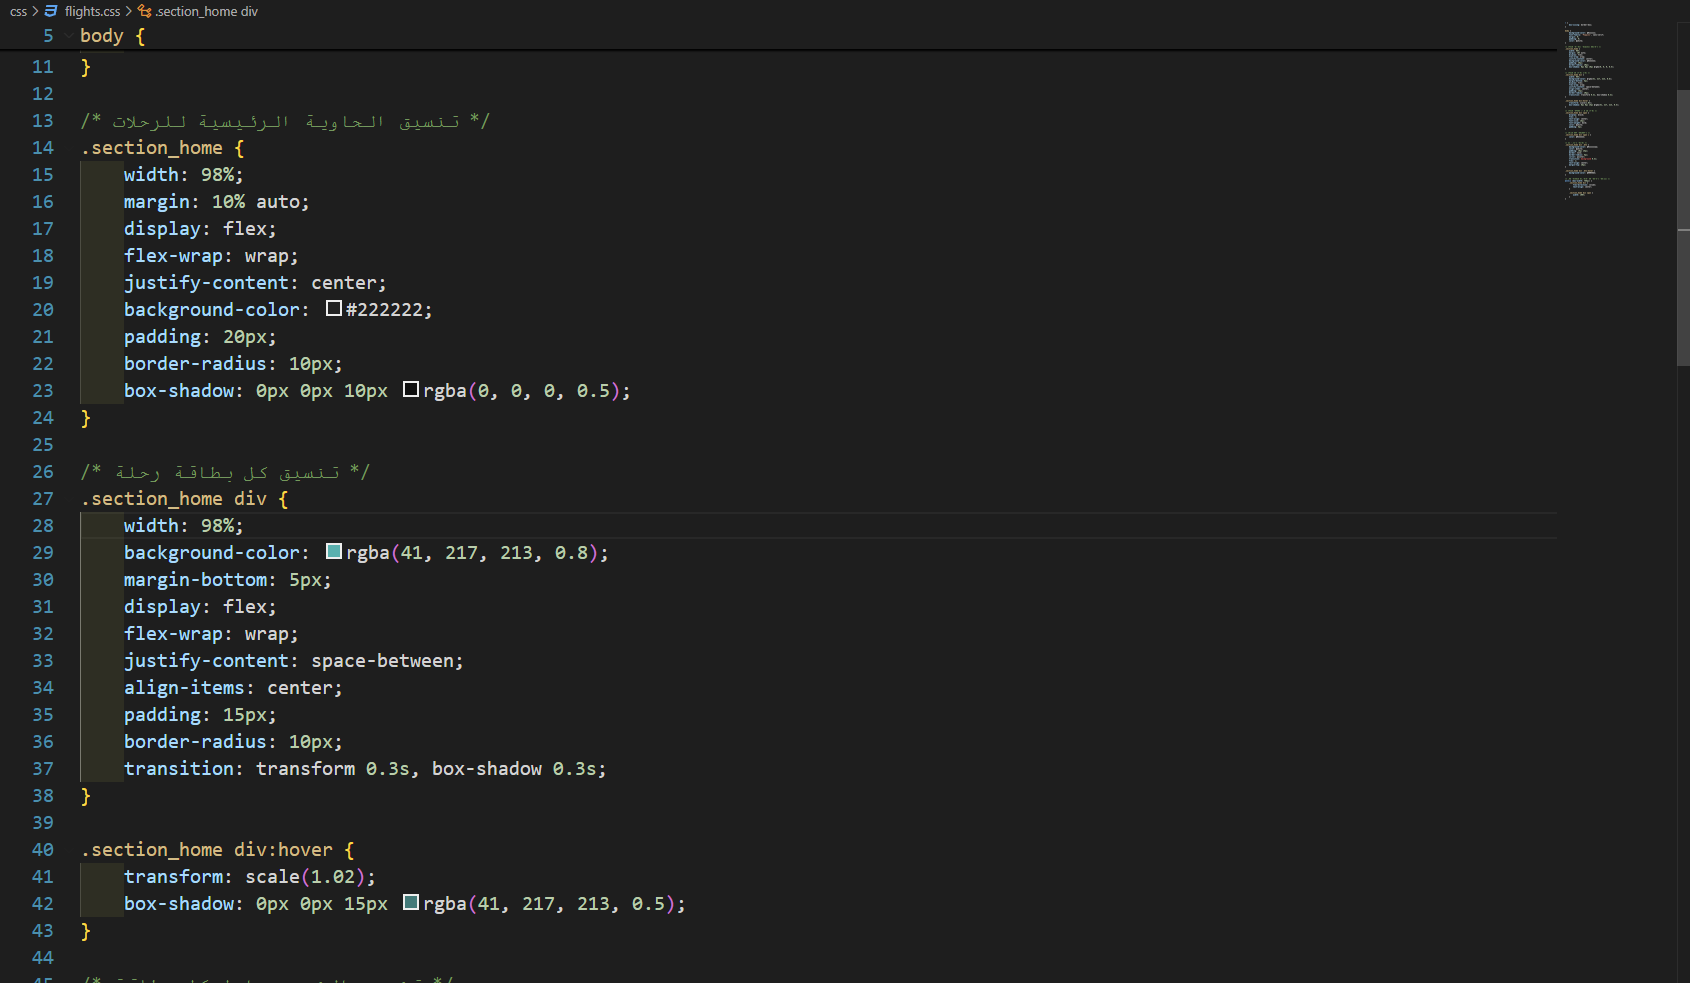 css > flights.css > .section_home div
5 body {
11 }
12
13 /* تنسيق الحاوية الرئيسية للرحلات */
14 .section_home {
15 width: 98%;
16 margin: 10% auto;
17 display: flex;
18 flex-wrap: wrap;
19 justify-content: center;
20 background-color: #222222;
21 padding: 20px;
22 border-radius: 10px;
23 box-shadow: 0px 0px 10px rgba(0, 0, 0, 0.5);
24 }
25
26 /* تنسيق كل بطاقة رحلة */
27 .section_home div {
28 width: 98%;
29 background-color: rgba(41, 217, 213, 0.8);
30 margin-bottom: 5px;
31 display: flex;
32 flex-wrap: wrap;
33 justify-content: space-between;
34 align-items: center;
35 padding: 15px;
36 border-radius: 10px;
37 transition: transform 0.3s, box-shadow 0.3s;
38 }
39
40 .section_home div:hover {
41 transform: scale(1.02);
42 box-shadow: 0px 0px 15px rgba(41, 217, 213, 0.5);
43 }
44